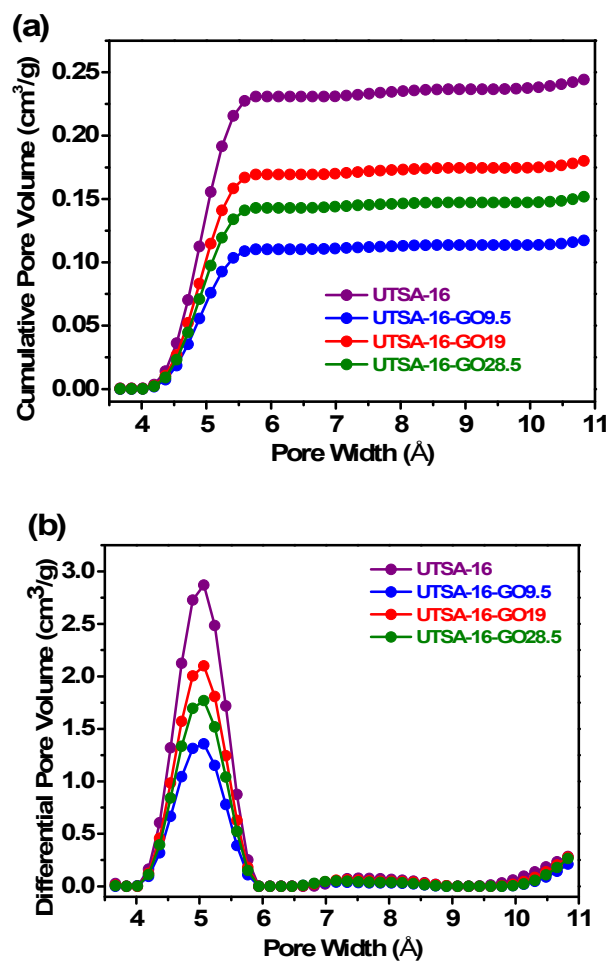 (a)
Cumulative Pore Volume (cm³/g)
0.25
0.20
0.15
0.10
0.05
0.00
UTSA-16
UTSA-16-GO9.5
UTSA-16-GO19
UTSA-16-GO28.5
4 5 6 7 8 9 10 11
Pore Width (Å)
(b)
Differential Pore Volume (cm³/g)
3.0
2.5
2.0
1.5
1.0
0.5
0.0
UTSA-16
UTSA-16-GO9.5
UTSA-16-GO19
UTSA-16-GO28.5
4 5 6 7 8 9 10 11
Pore Width (Å)